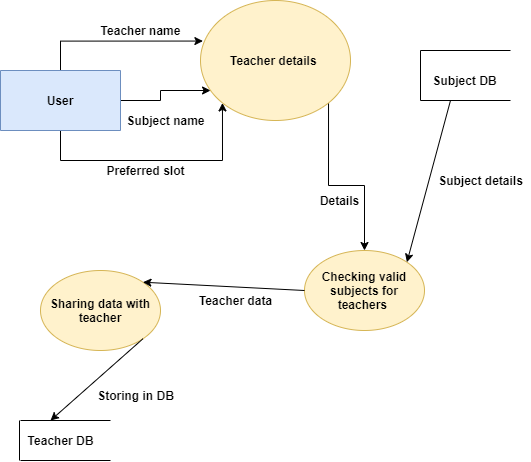 Teacher name
Teacher details
User
Subject DB
Subject name
Preferred slot
Subject details
Details
Checking valid
subjects for
teachers
Teacher data
Sharing data with
teacher
Storing in DB
Teacher DB